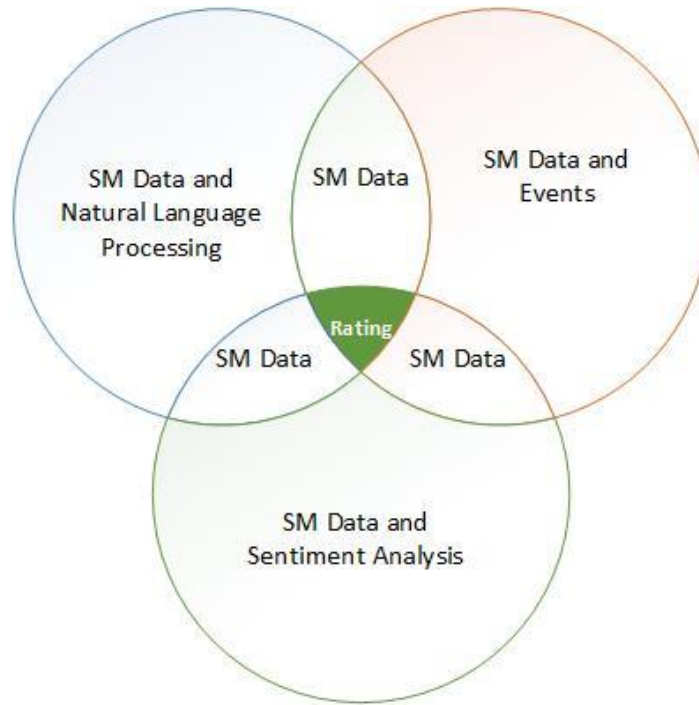 SM Data and
Natural Language
Processing
SM Data
SM Data and
Events
Rating
SM Data
SM Data
SM Data and
Sentiment Analysis